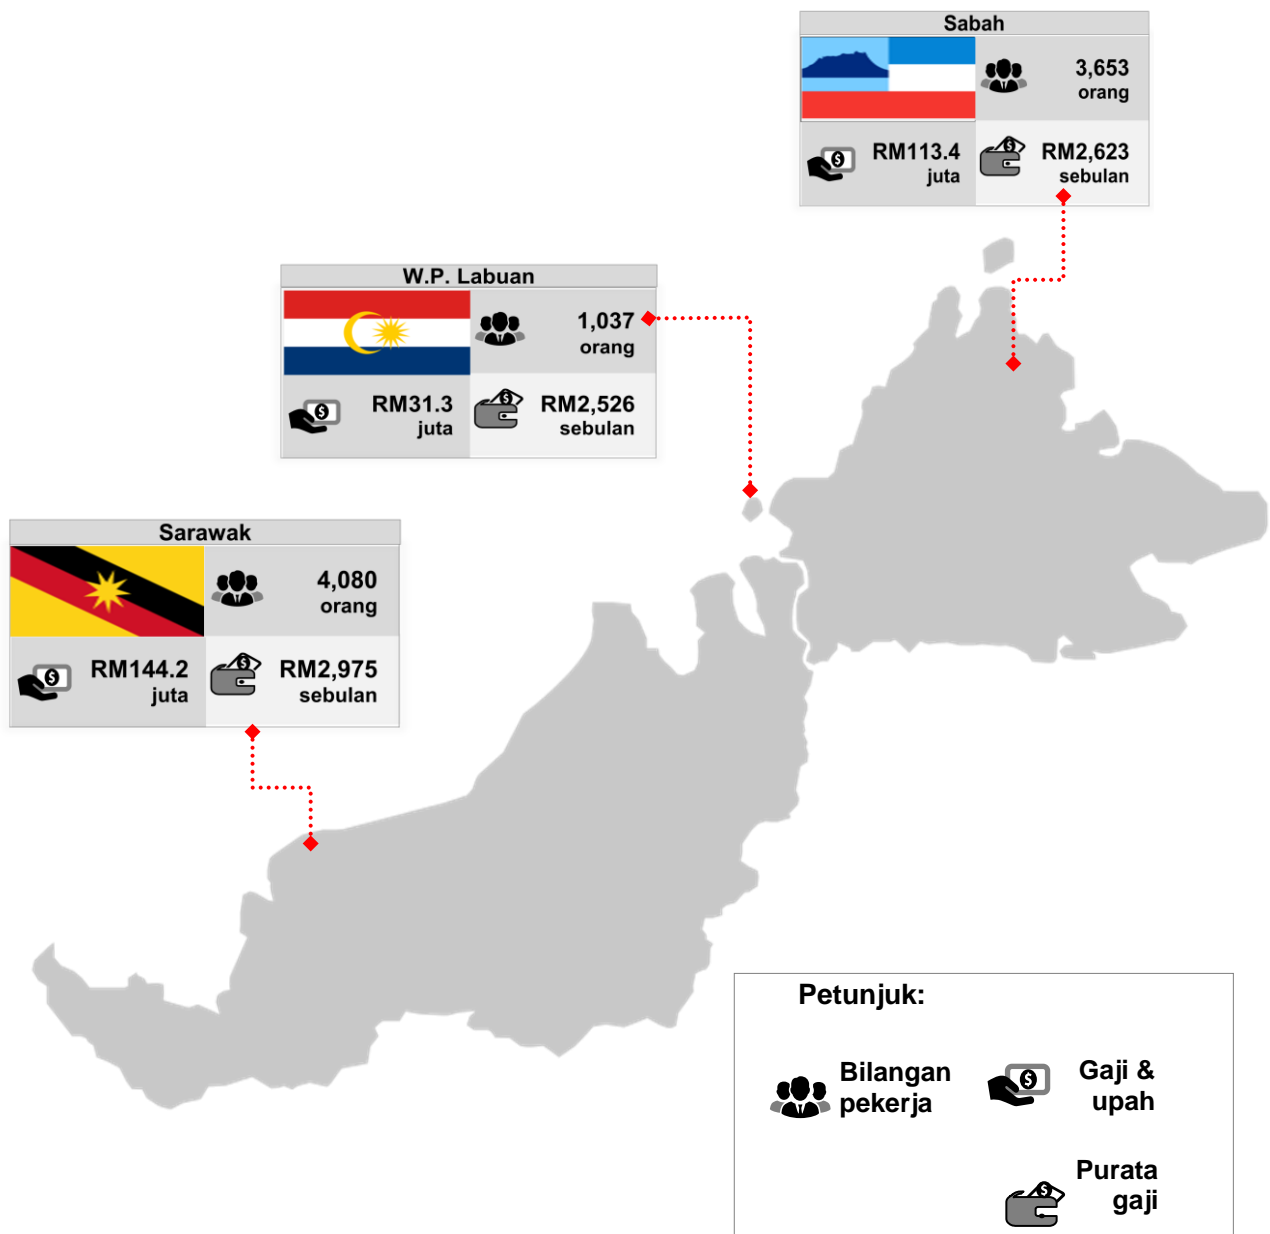 Sabah
3,653
orang
RM113.4
juta
RM2,623
sebulan
W.P. Labuan
1,037
orang
RM31.3
juta
RM2,526
sebulan
Sarawak
4,080
orang
RM144.2
juta
RM2,975
sebulan
Petunjuk:
Bilangan
pekerja
Gaji &
upah
Purata
gaji